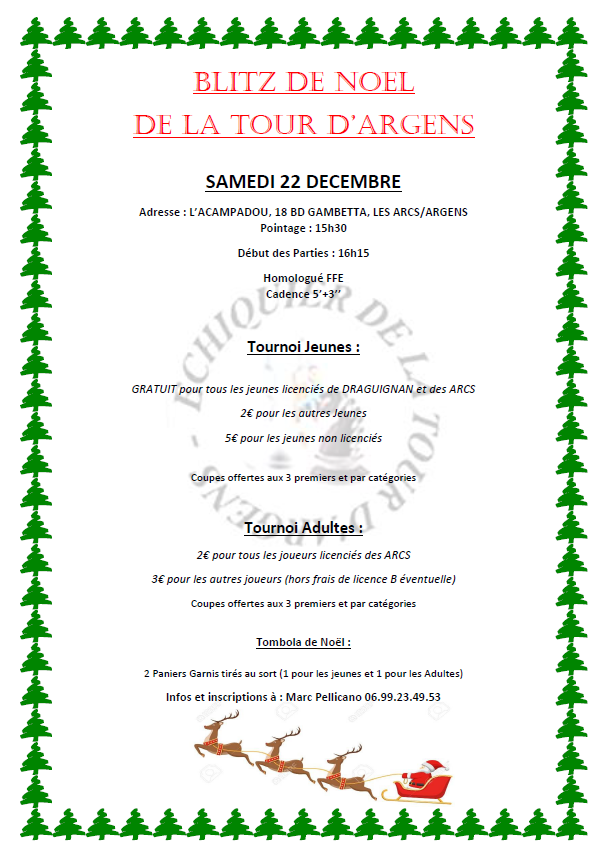 BLITZ DE NOEL
DE LA TOUR D'ARGENS
SAMEDI 22 DECEMBRE
Adresse : L'ACAMPADOU, 18 BD GAMBETTA, LES ARCS/ARGENS
Pointage : 15h30
Début des Parties : 16h15
Homologué FFE
Cadence 5'+3''
ECHIQUIER DE LA TOUR D'ARGENS -
Tournoi Jeunes :
GRATUIT pour tous les jeunes licenciés de DRAGUIGNAN et des ARCS
2€ pour les autres Jeunes
5€ pour les jeunes non licenciés
Coupes offertes aux 3 premiers et par catégories
Tournoi Adultes :
2€ pour tous les joueurs licenciés des ARCS
3€ pour les autres joueurs (hors frais de licence B éventuelle)
Coupes offertes aux 3 premiers et par catégories
Tombola de Noël :
2 Paniers Garnis tirés au sort (1 pour les jeunes et 1 pour les Adultes)
Infos et inscriptions à : Marc Pellicano 06.99.23.49.53